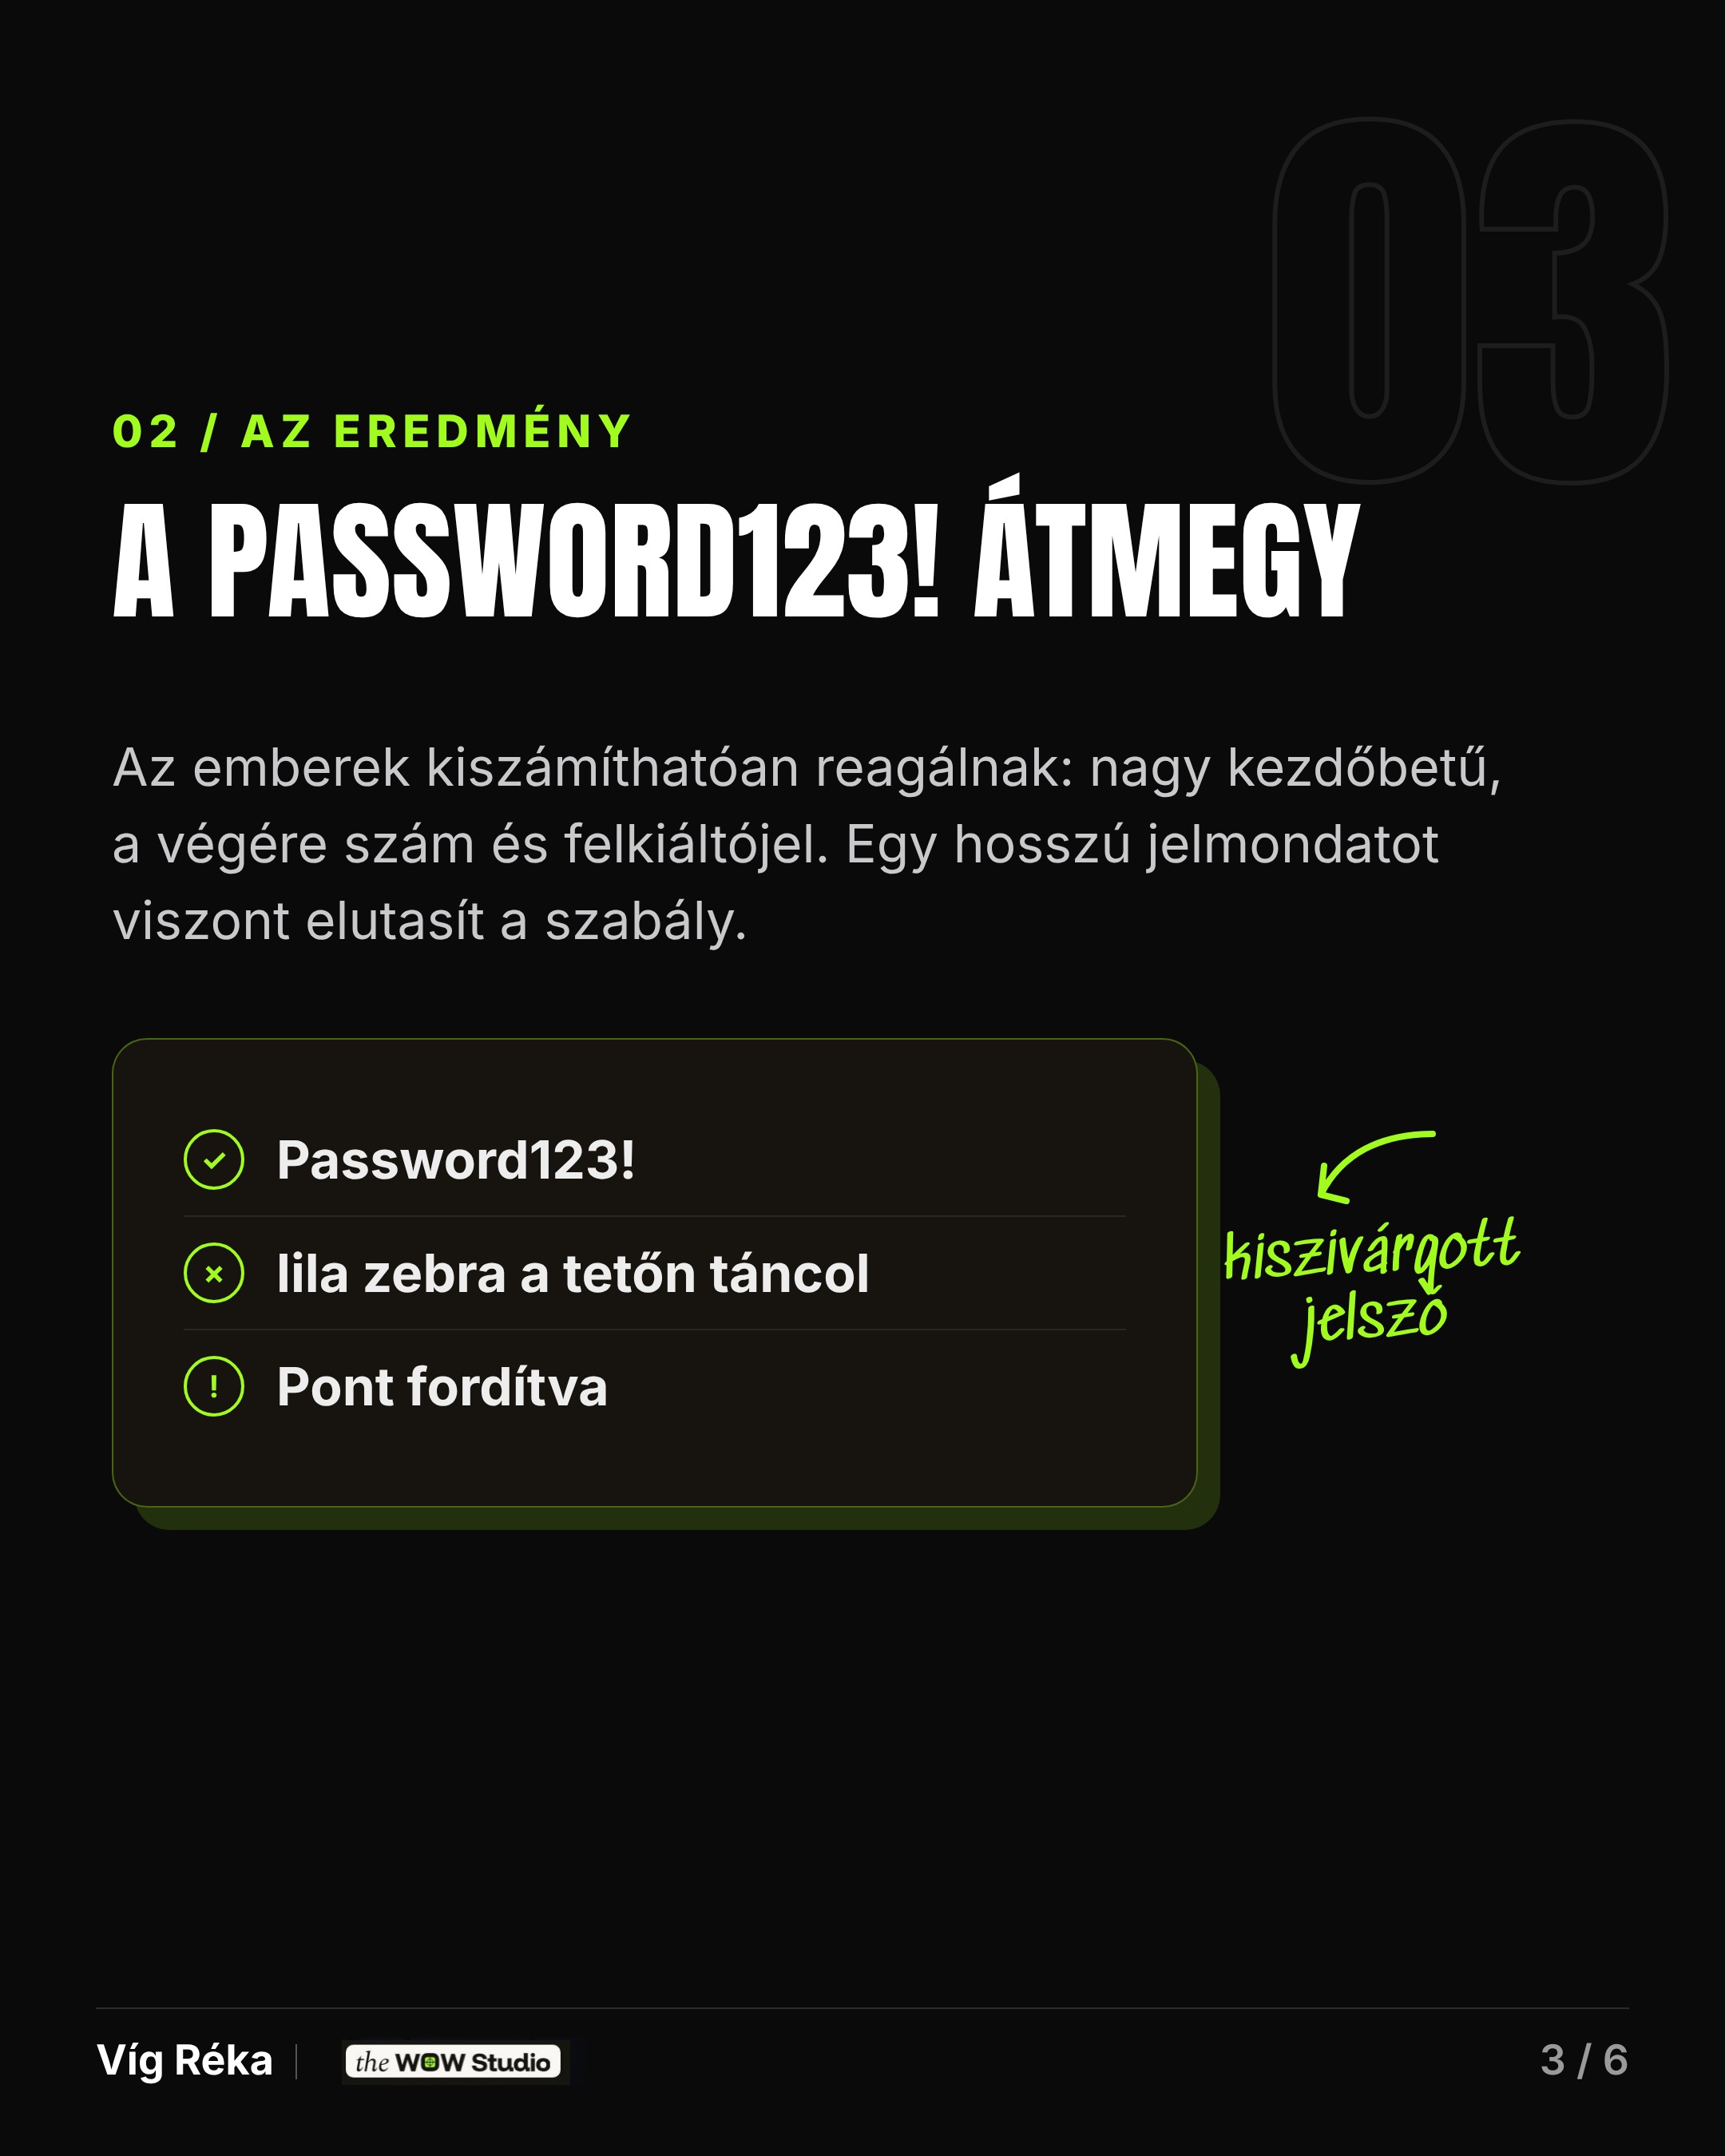 03
02 / AZ EREDMÉNY
A PASSWORD123! ÁTMEGY
Az emberek kiszámíthatóan reagálnak: nagy kezdőbetű,
a végére szám és felkiáltójel. Egy hosszú jelmondatot
viszont elutasít a szabály.
Password123!
lila zebra a tetőn táncol
! Pont fordítva
kiszivárgott
jelszó
Víg Réka
the WOW Studio
3 / 6